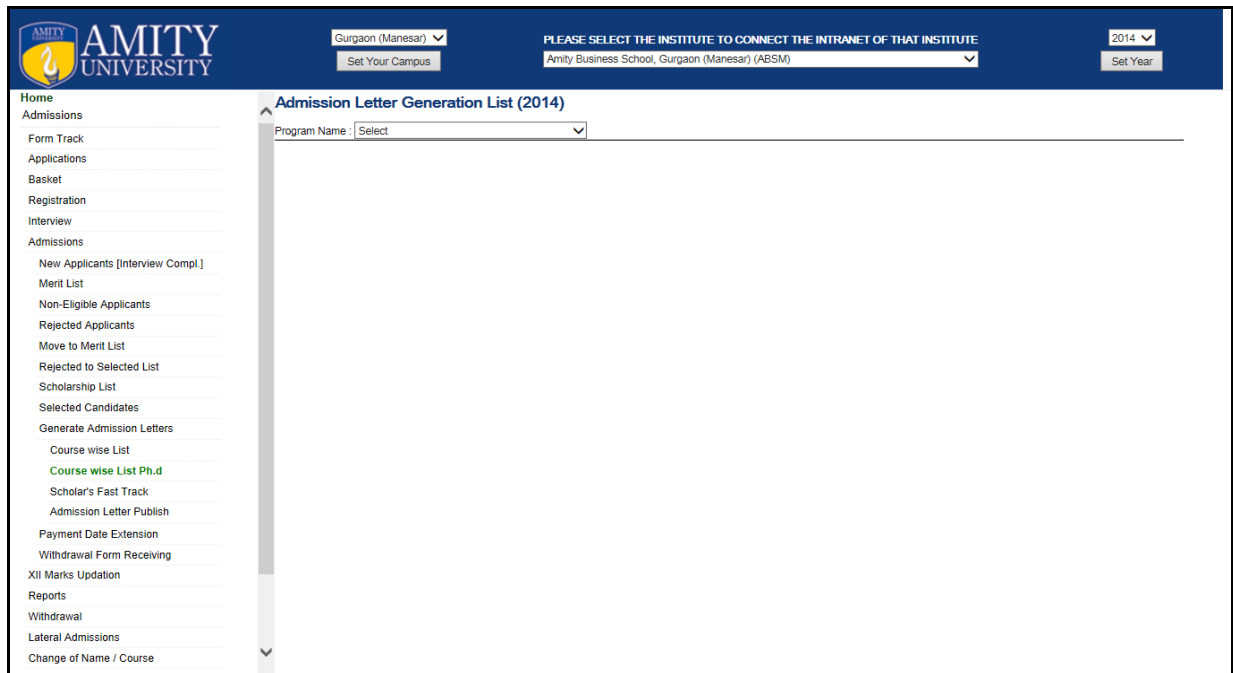 AMITY
UNIVERSITY
AMITY
UNIVERSITY
Gurgaon (Manesar)
Set Your Campus
PLEASE SELECT THE INSTITUTE TO CONNECT THE INTRANET OF THAT INSTITUTE
Amity Business School, Gurgaon (Manesar) (ABSM)
2014
Set Year
Home
Admissions
Form Track
Applications
Basket
Registration
Interview
Admissions
New Applicants [Interview Compl.]
Merit List
Non-Eligible Applicants
Rejected Applicants
Move to Merit List
Rejected to Selected List
Scholarship List
Selected Candidates
Generate Admission Letters
Course wise List
Course wise List Ph.d
Scholar's Fast Track
Admission Letter Publish
Payment Date Extension
Withdrawal Form Receiving
XII Marks Updation
Reports
Withdrawal
Lateral Admissions
Change of Name / Course
Admission Letter Generation List (2014)
Program Name : Select